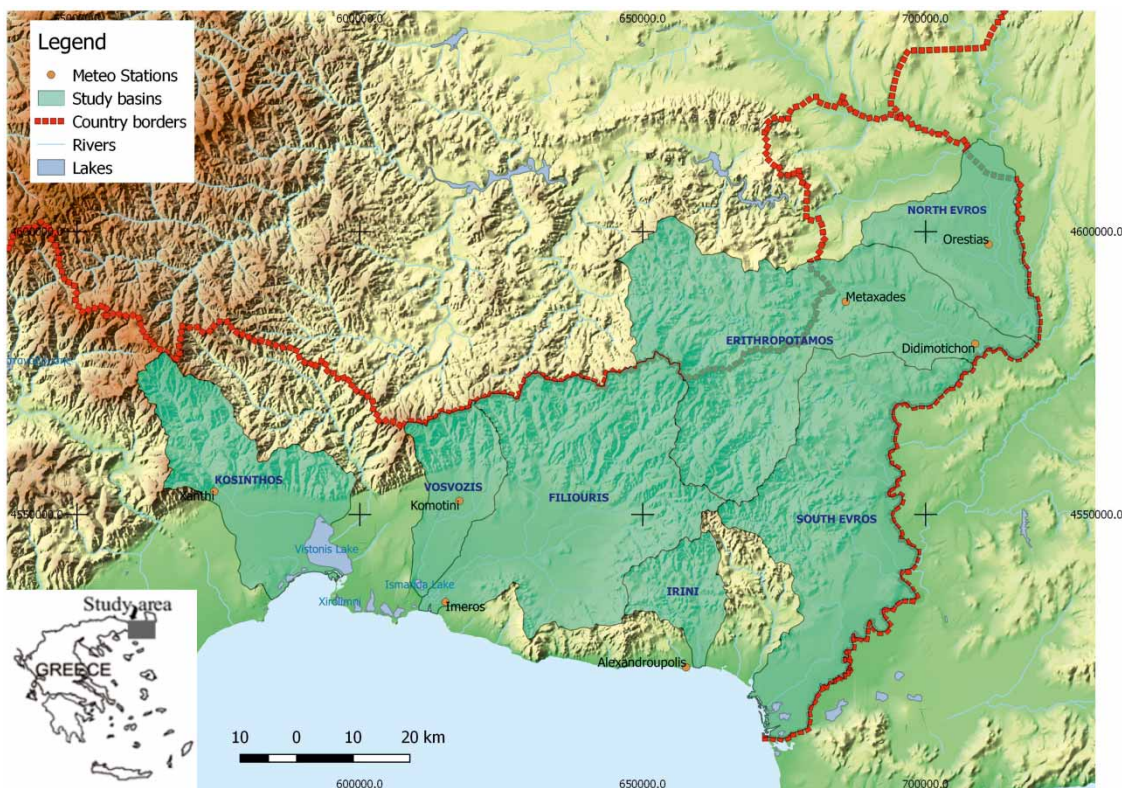 600000.0
650000.0
700000.0
Legend
Meteo Stations
Study basins
Country borders
Rivers
Lakes
NORTH EVROS
4600000.0
Orestias
Metaxades
ERITHROPOTAMOS
Didimotichon
KOSINTHOS
Xanthi
VOSVOZIS
Komotini
FILIOURIS
4550000.0
4550000.0
SOUTH EVROS
Vistonis Lake
Ismarida Lake
Xirolimni
Imeros
IRINI
Alexandroupolis
Study area
GREECE
10 0 10 20 km
600000.0
650000.0
700000.0